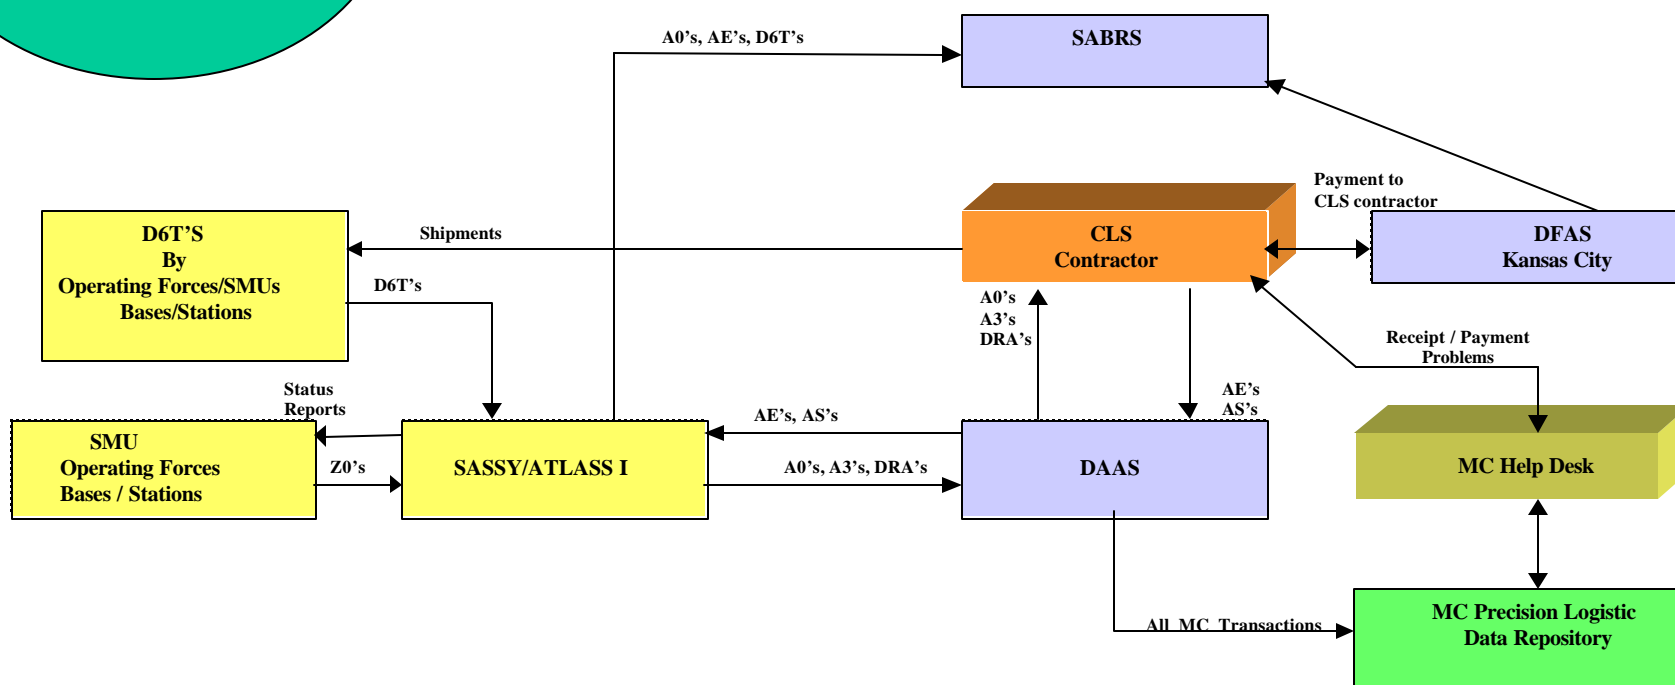 A0's, AE's, D6T's
SABRS
Payment to
CLS contractor
D6T'S
By
Operating Forces/SMUs
Bases/Stations
Shipments
CLS
Contractor
DFAS
Kansas City
D6T's
A0's
A3's
DRA's
Receipt / Payment
Problems
Status
Reports
AE's
AS's
AE's, AS's
SMU
Operating Forces
Bases / Stations
Z0's
SASSY/ATLASS I
A0's, A3's, DRA's
DAAS
MC Help Desk
All MC Transactions
MC Precision Logistic
Data Repository